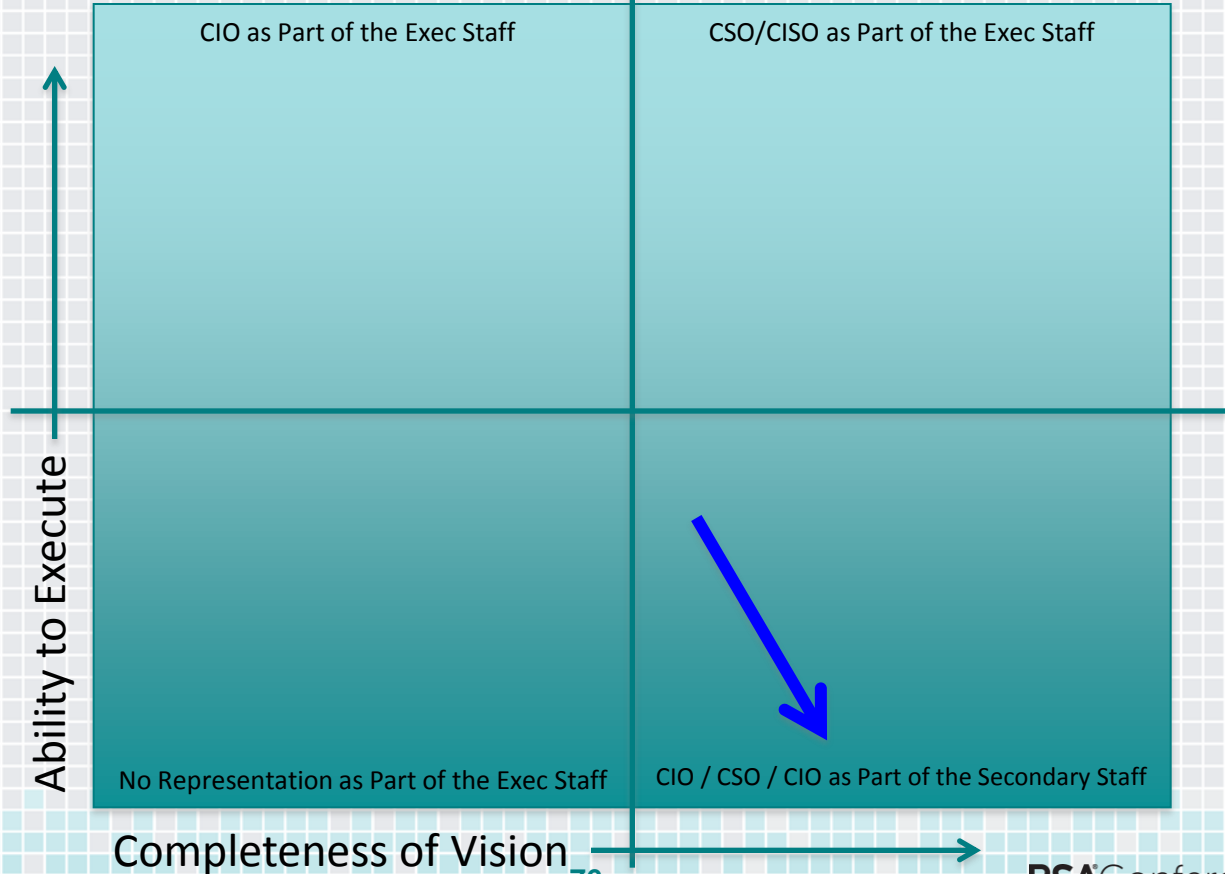 CIO as Part of the Exec Staff
CSO/CISO as Part of the Exec Staff
Ability to Execute
No Representation as Part of the Exec Staff
CIO / CSO / CIO as Part of the Secondary Staff
Completeness of Vision